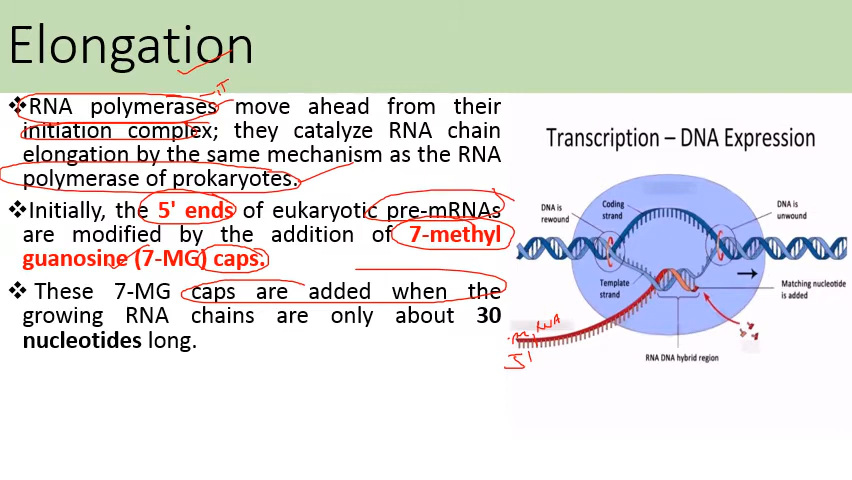 Elongation
❖RNA polymerases move ahead from their
initiation complex; they catalyze RNA chain
elongation by the same mechanism as the RNA
polymerase of prokaryotes.
❖Initially, the 5' ends of eukaryotic pre-mRNAs
are modified by the addition of 7-methyl
guanosine (7-MG) caps.
❖ These 7-MG caps are added when the
growing RNA chains are only about 30
nucleotides long.
Transcription – DNA Expression
DNA is
rewound
Coding
strand
DNA is
unwound
Template
strand
Matching nucleotide
is added
RNA DNA hybrid region
m RNA
5'